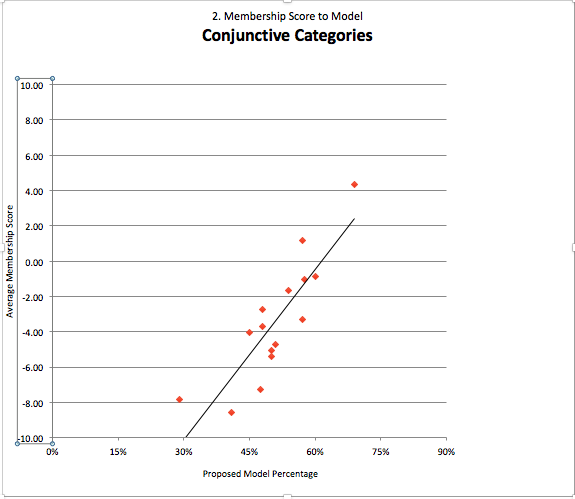 2. Membership Score to Model
Conjunctive Categories
10.00
8.00
6.00
4.00
2.00
0.00
-2.00
-4.00
-6.00
-8.00
-10.00
Average Membership Score
0% 15% 30% 45% 60% 75% 90%
Proposed Model Percentage